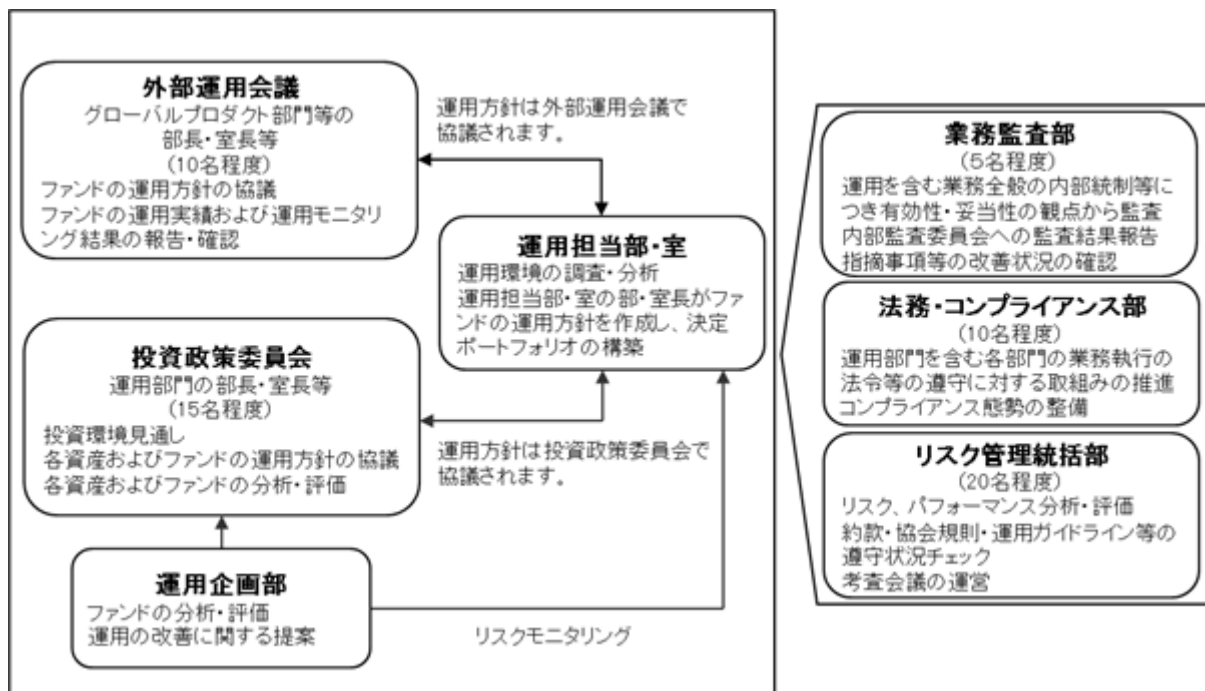 外部運用会議
グローバルプロダクト部門等の
部長・室長等
(10名程度)
ファンドの運用方針の協議
ファンドの運用実績および運用モニタリ
ング結果の報告・確認
運用方針は外部運用会議で
協議されます。
運用担当部・室
運用環境の調査・分析
運用担当部・室の部・室長がファ
ンドの運用方針を作成し、決定
ポートフォリオの構築
投資政策委員会
運用部門の部長・室長等
(15名程度)
投資環境見通し
各資産およびファンドの運用方針の協議
各資産およびファンドの分析・評価
運用方針は投資政策委員会で
協議されます。
運用企画部
ファンドの分析・評価
運用の改善に関する提案
リスクモニタリング
業務監査部
(5名程度)
運用を含む業務全般の内部統制等に
つき有効性・妥当性の観点から監査
内部監査委員会への監査結果報告
指摘事項等の改善状況の確認
法務・コンプライアンス部
(10名程度)
運用部門を含む各部門の業務執行の
法令等の遵守に対する取組みの推進
コンプライアンス態勢の整備
リスク管理統括部
(20名程度)
リスク、パフォーマンス分析・評価
約款・協会規則・運用ガイドライン等の
遵守状況チェック
考査会議の運営